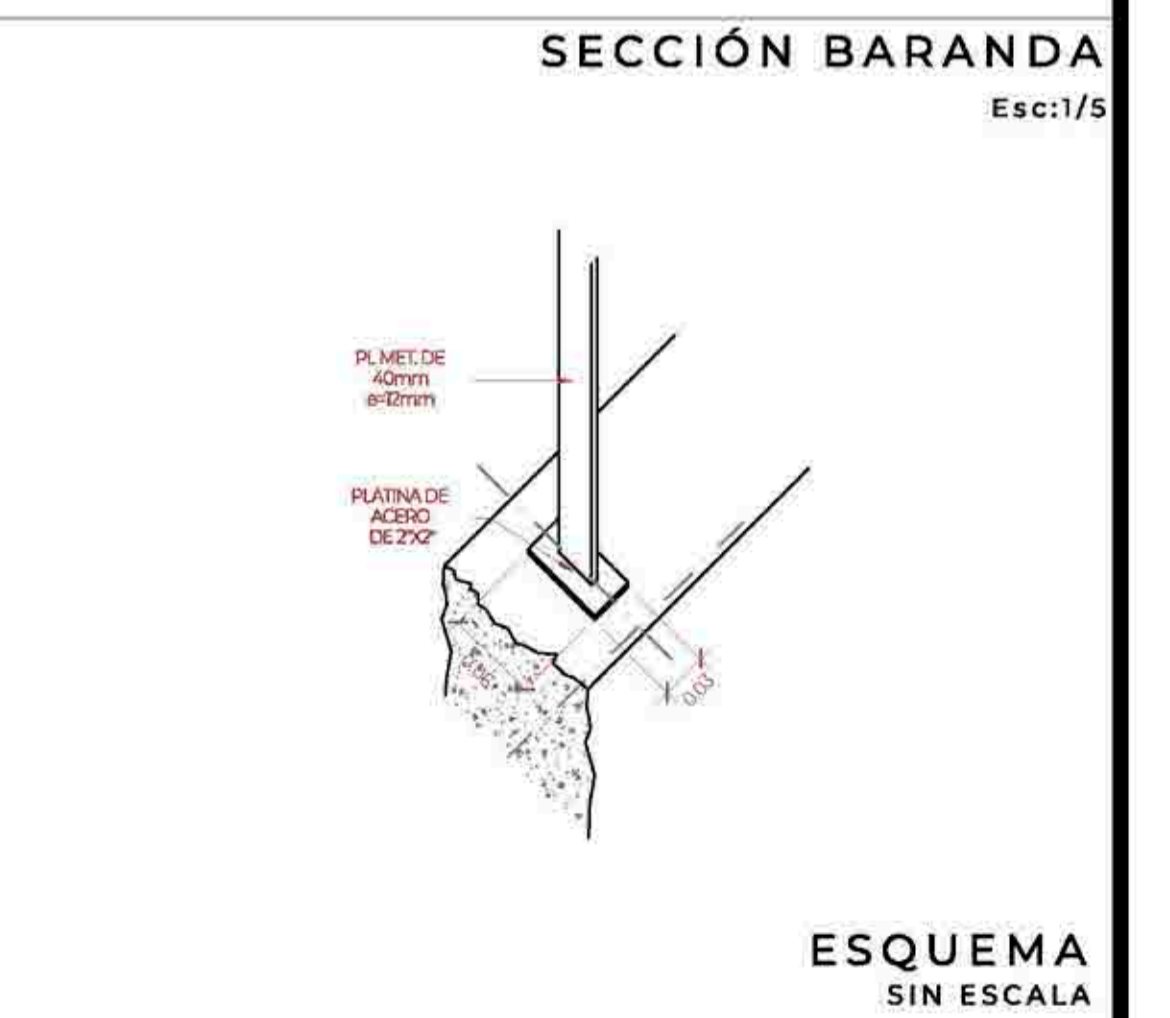 SECCIÓN BARANDA
Esc:1/5
PL MET. DE
40mm
e=12mm
PLATINA DE
ACERO
DE 2"X2"
0.03
ESQUEMA
SIN ESCALA